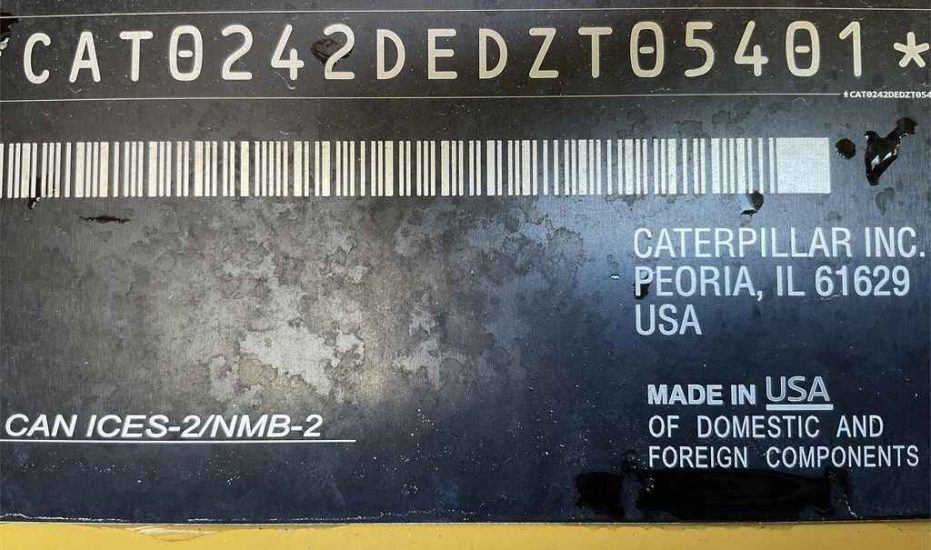 CAT0242DEDZT05401*
*CAT0242DEDZT054
CATERPILLAR INC.
PEORIA, IL 61629
USA
MADE IN USA
CAN ICES-2/NMB-2
OF DOMESTIC AND
FOREIGN COMPONENTS